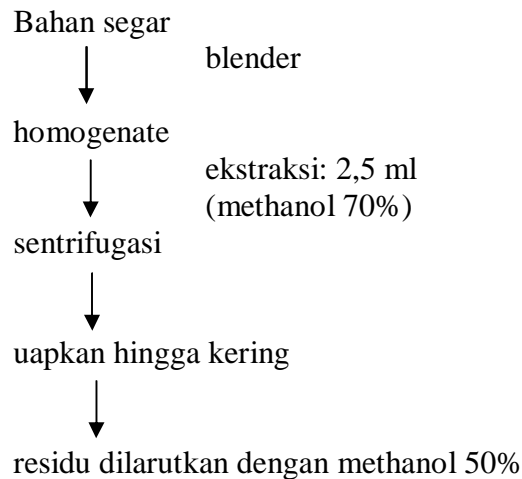 Bahan segar
blender
homogenate
ekstraksi: 2,5 ml
(methanol 70%)
sentrifugasi
uapkan hingga kering
residu dilarutkan dengan methanol 50%